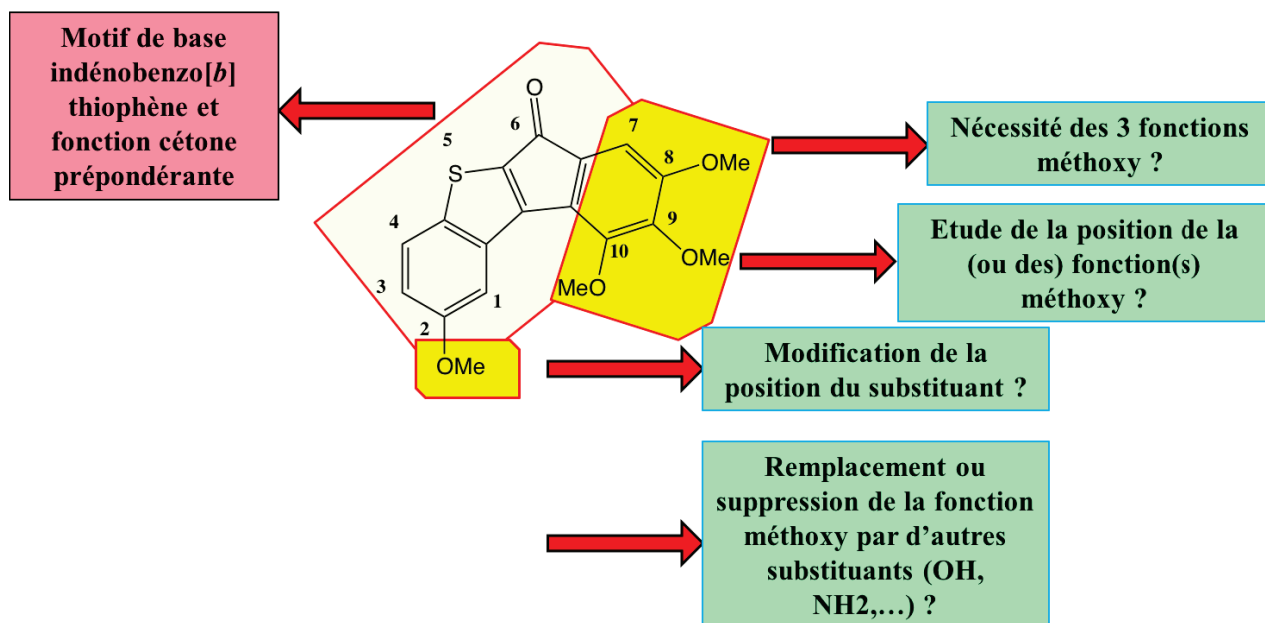 Motif de base
indénobenzo[b]
thiophène et
fonction cétone
prépondérante
O
6
7
5
8
OMe
S
4
9
OMe
10
MeO
3
1
2
OMe
Nécessité des 3 fonctions
méthoxy ?
Etude de la position de la
(ou des) fonction(s)
méthoxy ?
Modification de la
position du substituant ?
Remplacement ou
suppression de la fonction
méthoxy par d'autres
substituants (OH,
NH2,…) ?